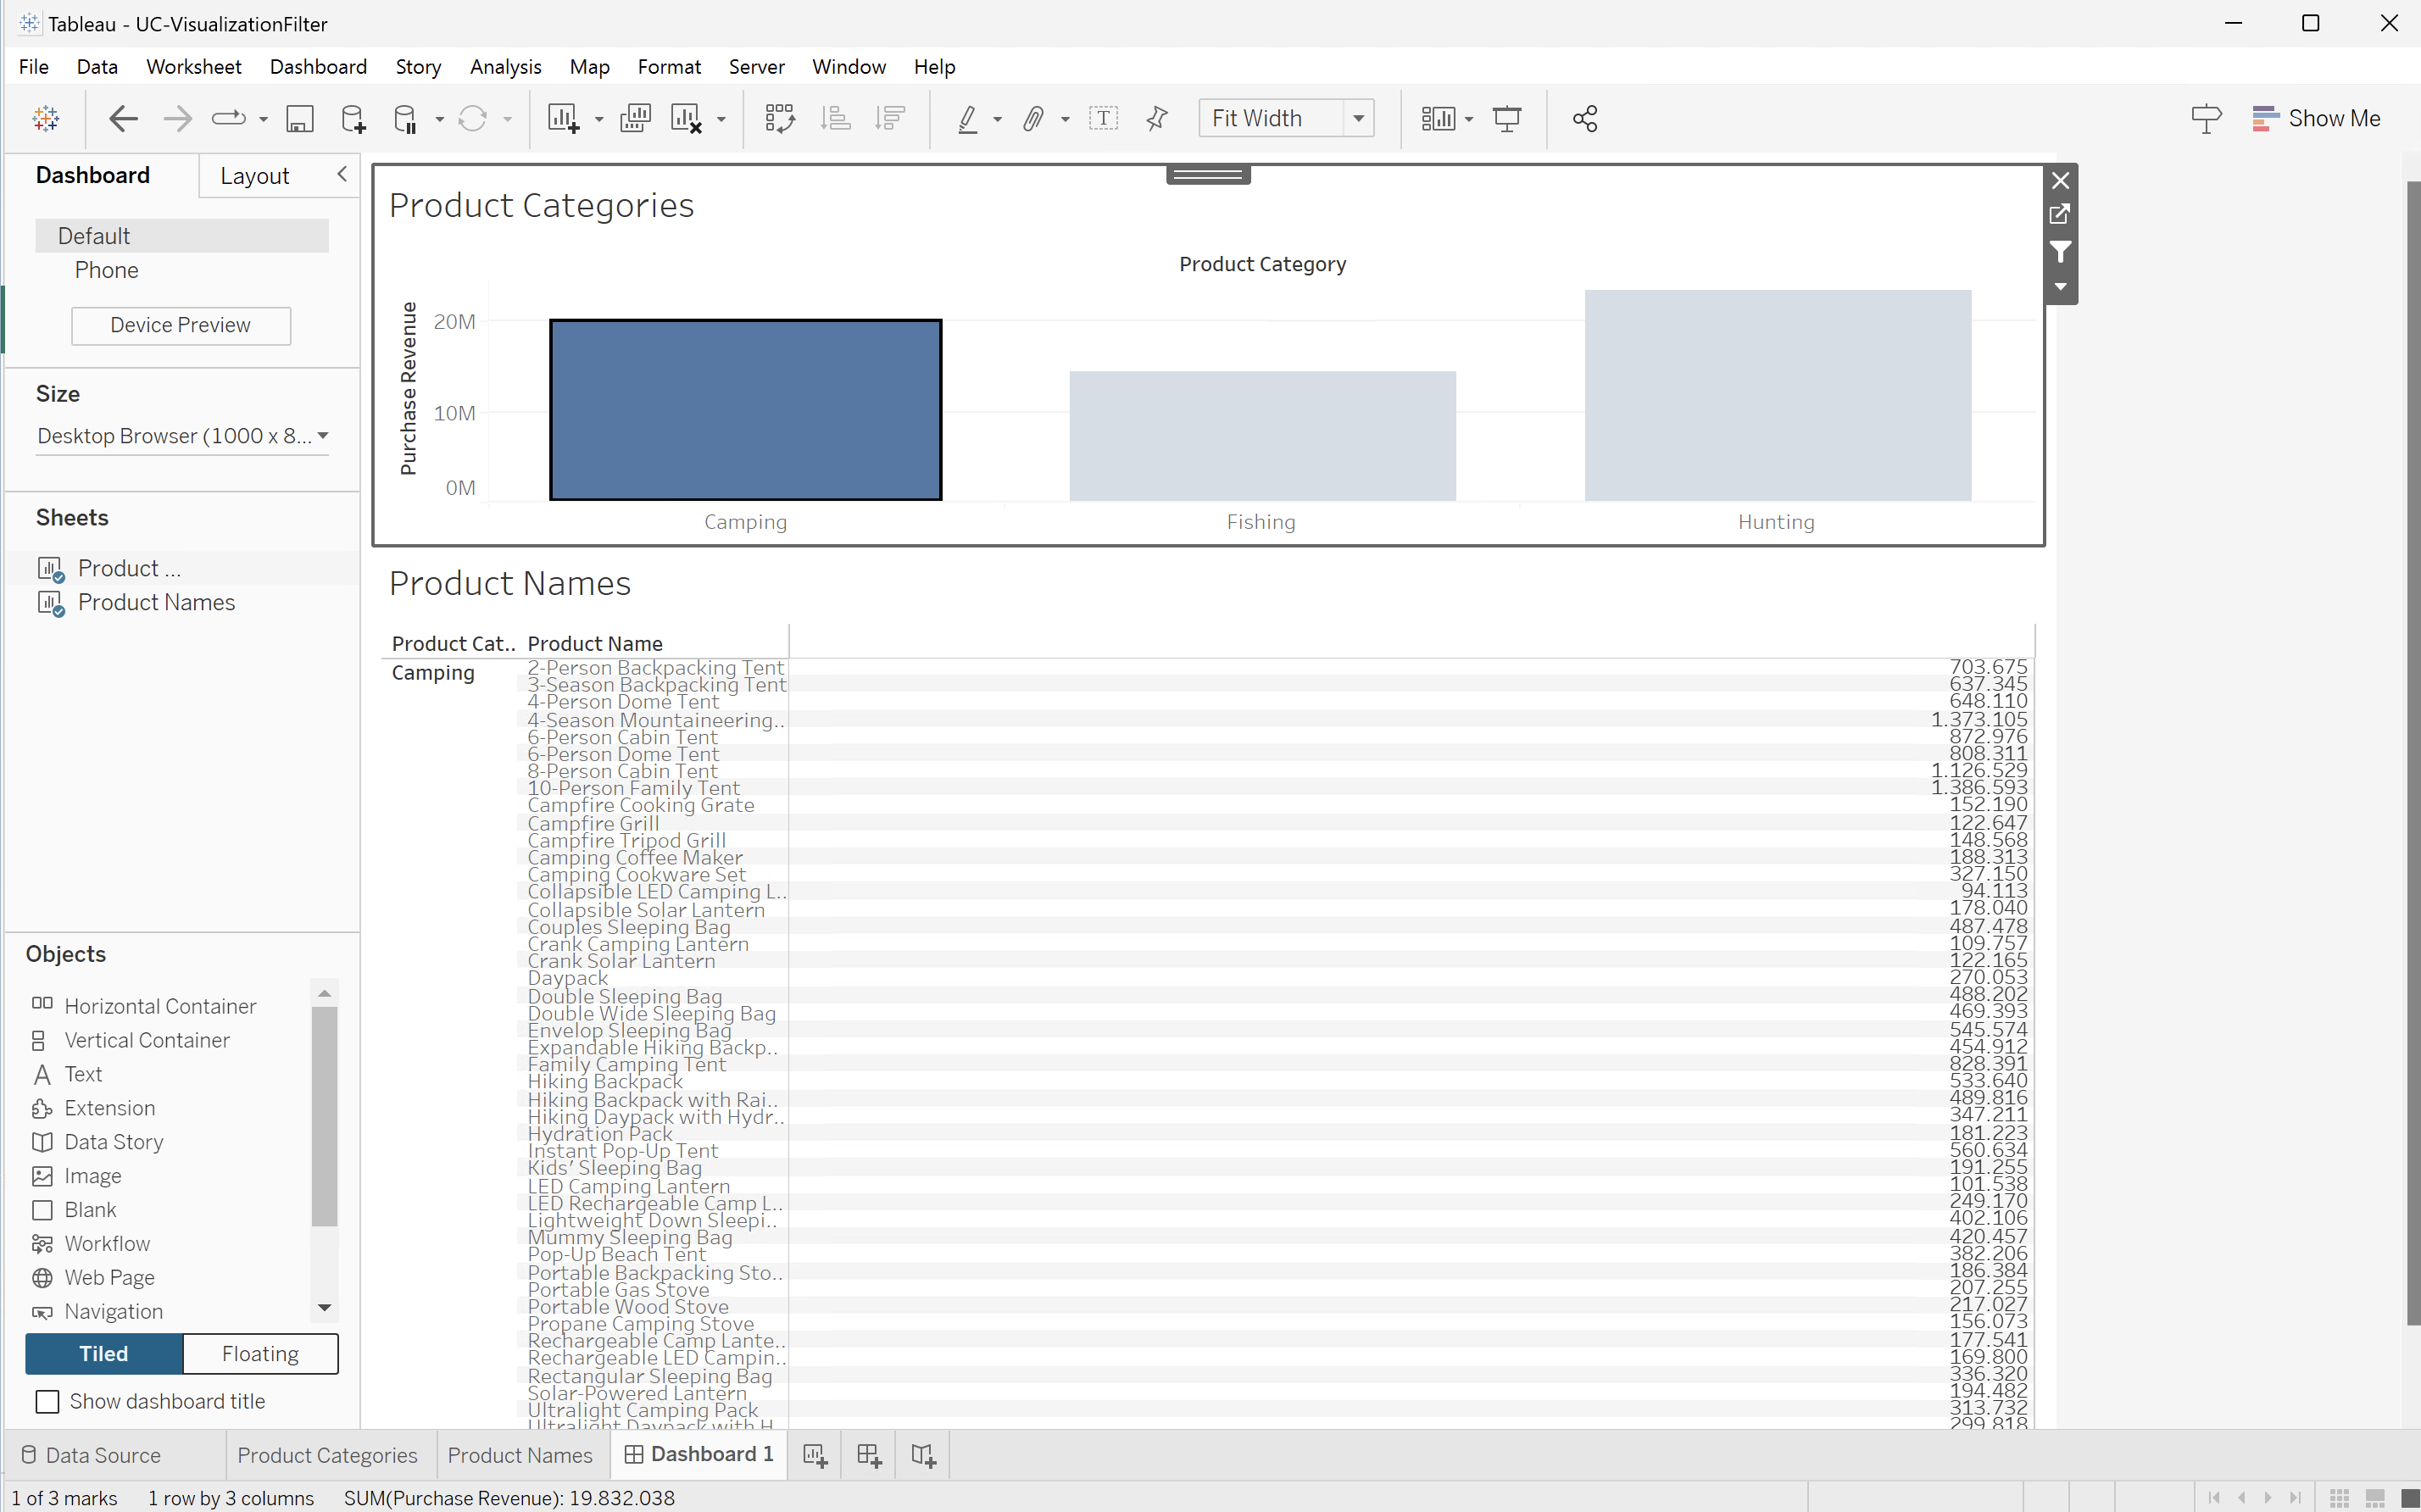 Tableau - UC-VisualizationFilter
File Data Worksheet Dashboard Story Analysis Map Format Server Window Help
Fit Width
Show Me
Dashboard Layout
Default
Phone
Device Preview
Size
Desktop Browser (1000 x 8...
Sheets
Product ...
Product Names
Objects
Horizontal Container
Vertical Container
Text
Extension
Data Story
Image
Blank
Workflow
Web Page
Navigation
Tiled Floating
Show dashboard title
Product Categories
Product Category
Purchase Revenue
20M
10M
0M
Camping Fishing Hunting
Product Names
Product Cat.. Product Name
Camping 2-Person Backpacking Tent 703.675
3-Season Backpacking Tent 637.345
4-Person Dome Tent 648.110
4-Season Mountaineering.. 1.373.105
6-Person Cabin Tent 872.976
6-Person Dome Tent 808.311
8-Person Cabin Tent 1.126.529
10-Person Family Tent 1.386.593
Campfire Cooking Grate 152.190
Campfire Grill 122.647
Campfire Tripod Grill 148.568
Camping Coffee Maker 188.313
Camping Cookware Set 327.150
Collapsible LED Camping L.. 94.113
Collapsible Solar Lantern 178.040
Couples Sleeping Bag 487.478
Crank Camping Lantern 109.757
Crank Solar Lantern 122.165
Daypack 270.053
Double Sleeping Bag 488.202
Double Wide Sleeping Bag 469.393
Envelop Sleeping Bag 545.574
Expandable Hiking Backp.. 454.912
Family Camping Tent 828.391
Hiking Backpack 533.640
Hiking Backpack with Rai.. 489.816
Hiking Daypack with Hydr.. 347.211
Hydration Pack 181.223
Instant Pop-Up Tent 560.634
Kids' Sleeping Bag 191.255
LED Camping Lantern 101.538
LED Rechargeable Camp L.. 249.170
Lightweight Down Sleepi.. 402.106
Mummy Sleeping Bag 420.457
Pop-Up Beach Tent 382.206
Portable Backpacking Sto.. 186.384
Portable Gas Stove 207.255
Portable Wood Stove 217.027
Propane Camping Stove 156.073
Rechargeable Camp Lante.. 177.541
Rechargeable LED Campin.. 169.800
Rectangular Sleeping Bag 336.320
Solar-Powered Lantern 194.482
Ultralight Camping Pack 313.732
Ultralight Daypack with H.. 299.818
Data Source Product Categories Product Names Dashboard 1
1 of 3 marks 1 row by 3 columns SUM(Purchase Revenue): 19.832.038